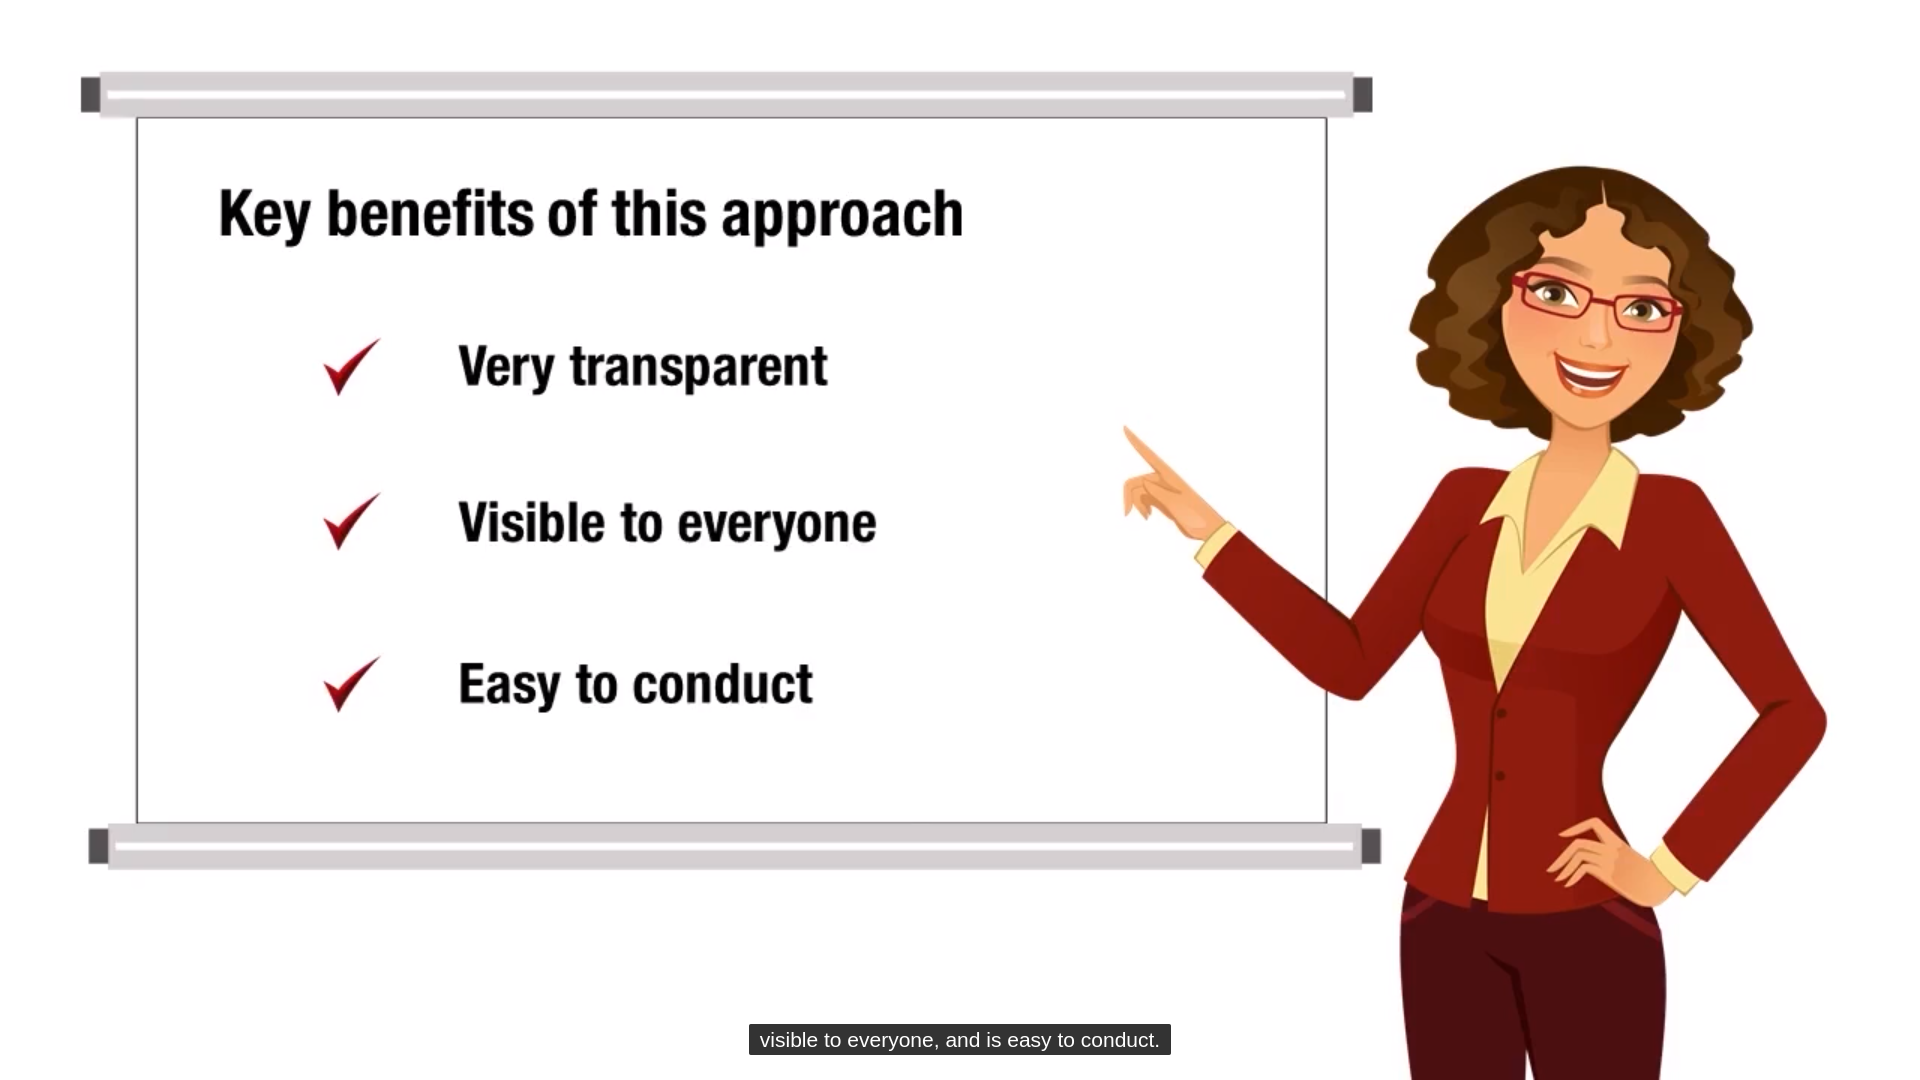 Key benefits of this approach
Very transparent
Visible to everyone
Easy to conduct
visible to everyone, and is easy to conduct.